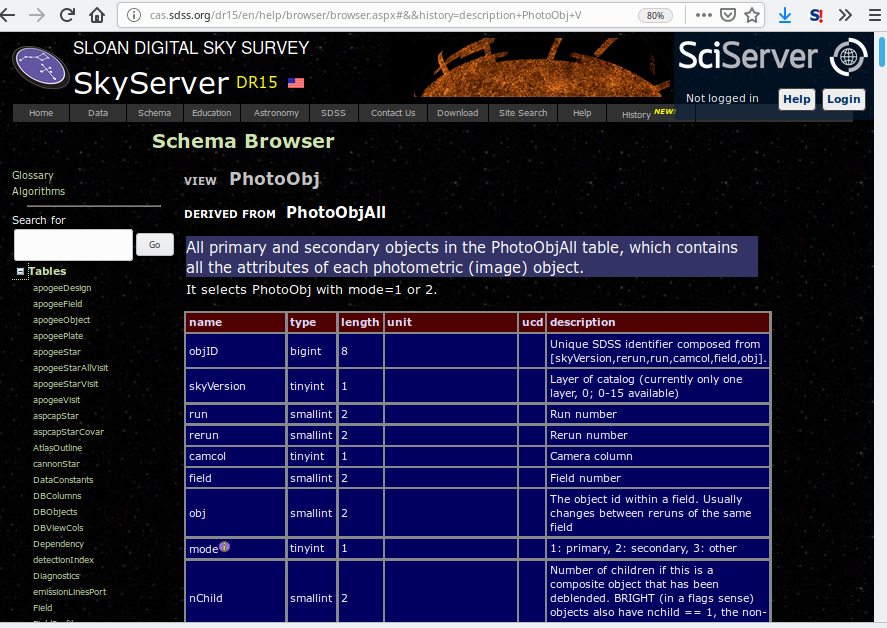 cas.sdss.org/dr15/en/help/browser/browser.aspx#&&history=description+PhotoObj+V
80%
S!
SLOAN DIGITAL SKY SURVEY
SkyServer DR15
SciServer
Not logged in Help Login
Home Data Schema Education Astronomy SDSS Contact Us Download Site Search Help History NEW!
Schema Browser
Glossary
Algorithms
Search for
Go
Tables
apogeeDesign
apogeeField
apogeeObject
apogeePlate
apogeeStar
apogeeStarAllVisit
apogeeStarVisit
apogeeVisit
aspcapStar
aspcapStarCovar
AtlasOutline
cannonStar
DataConstants
DBColumns
DBObjects
DBViewCols
Dependency
detectionIndex
Diagnostics
emissionLinesPort
Field
VIEW PhotoObj
DERIVED FROM PhotoObjAll
All primary and secondary objects in the PhotoObjAll table, which contains
all the attributes of each photometric (image) object.
It selects PhotoObj with mode=1 or 2.
name type length unit ucd description
objID bigint 8 Unique SDSS identifier composed from
[skyVersion,rerun,run,camcol,field,obj].
skyVersion tinyint 1 Layer of catalog (currently only one
layer, 0; 0-15 available)
run smallint 2 Run number
rerun smallint 2 Rerun number
camcol tinyint 1 Camera column
field smallint 2 Field number
obj smallint 2 The object id within a field. Usually
changes between reruns of the same
field
mode tinyint 1 1: primary, 2: secondary, 3: other
nChild smallint 2 Number of children if this is a
composite object that has been
deblended. BRIGHT (in a flags sense)
objects also have nchild == 1, the non-